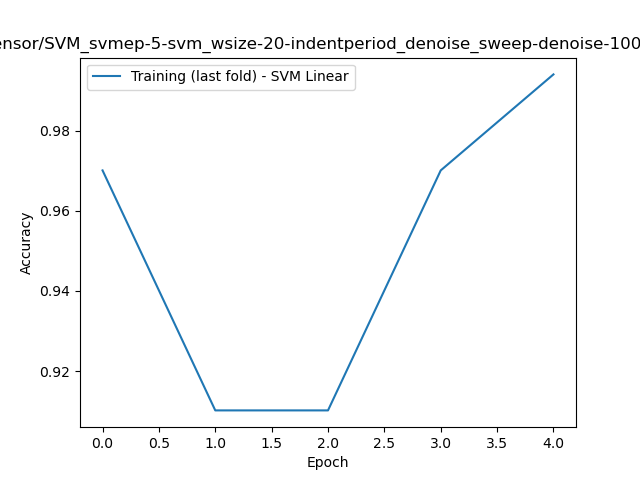 ensor/SVM_svmep-5-svm_wsize-20-indentperiod_denoise_sweep-denoise-100
Training (last fold) - SVM Linear
Accuracy
0.98
0.96
0.94
0.92
0.0 0.5 1.0 1.5 2.0 2.5 3.0 3.5 4.0
Epoch